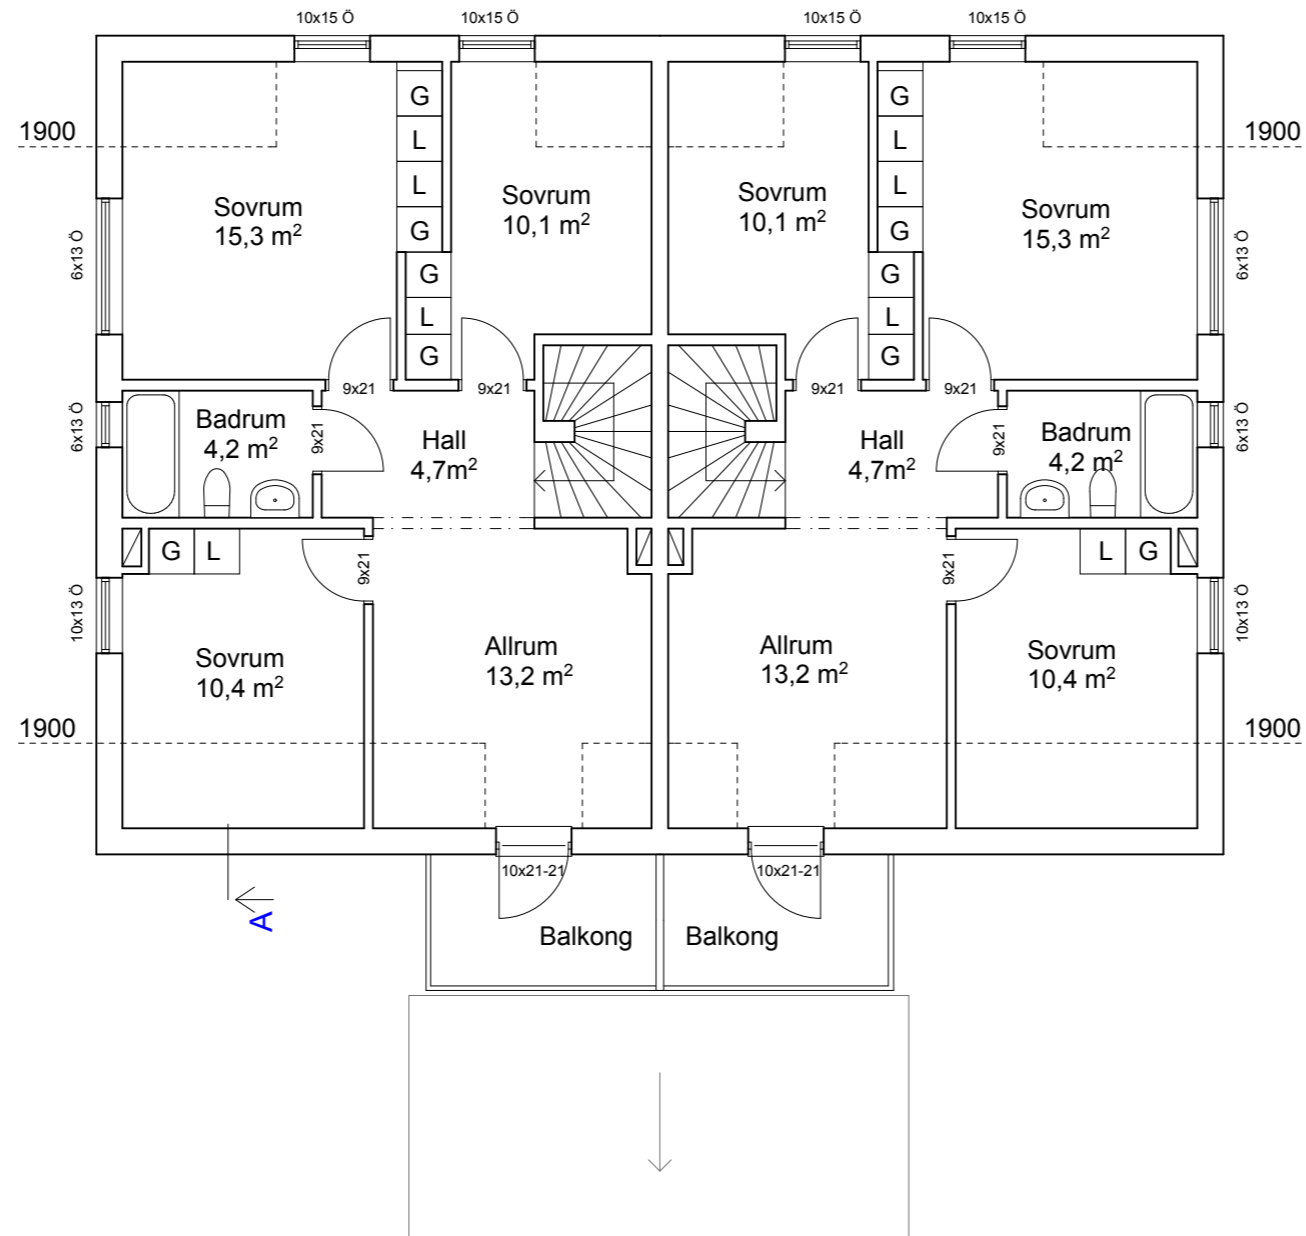 10x15 Ö
10x15 Ö
10x15 Ö
10x15 Ö
1900
1900
G
L
L
G
G
L
G
G
L
L
G
G
L
G
Sovrum
15,3 m²
Sovrum
10,1 m²
Sovrum
10,1 m²
Sovrum
15,3 m²
6x13 Ö
6x13 Ö
9x21
9x21
9x21
9x21
6x13 Ö
Badrum
4,2 m²
9x21
Hall
4,7m²
Hall
4,7m²
9x21
Badrum
4,2 m²
6x13 Ö
G
L
9x21
9x21
L
G
10x13 Ö
10x13 Ö
Sovrum
10,4 m²
Allrum
13,2 m²
Allrum
13,2 m²
Sovrum
10,4 m²
1900
1900
10x21-21
10x21-21
A
Balkong
Balkong